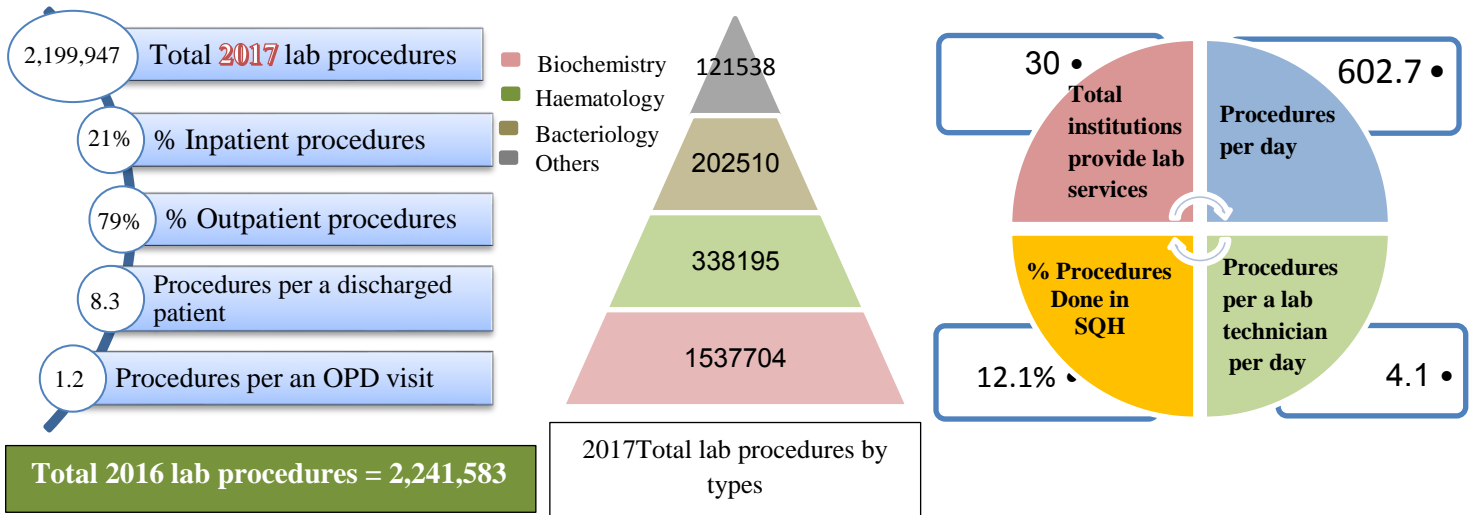 2,199,947
Total 2017 lab procedures
21%
% Inpatient procedures
79%
% Outpatient procedures
8.3
Procedures per a discharged
patient
1.2
Procedures per an OPD visit
Total 2016 lab procedures = 2,241,583
Biochemistry
Haematology
Bacteriology
Others
121538
202510
338195
1537704
2017Total lab procedures by
types
30 •
Total
institutions
provide lab
services
602.7 •
Procedures
per day
% Procedures
Done in
SQH
12.1% •
Procedures
per a lab
technician
per day
4.1 •